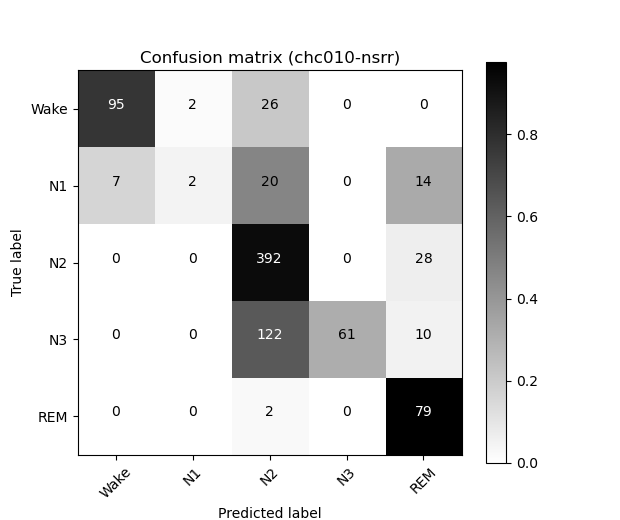 Confusion matrix (chc010-nsrr)
True label
Wake 95 2 26 0 0
N1 7 2 20 0 14
N2 0 0 392 0 28
N3 0 0 122 61 10
REM 0 0 2 0 79
Wake N1 N2 N3 REM
Predicted label
0.8
0.6
0.4
0.2
0.0